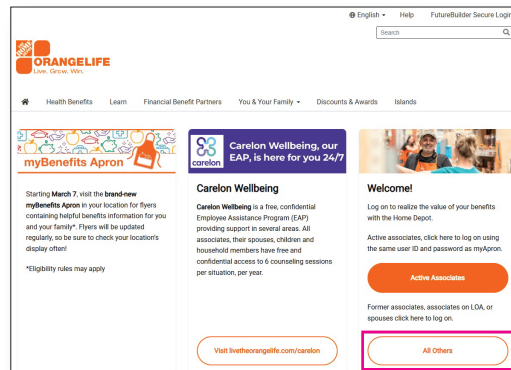 English
Help
FutureBuilder Secure Login
Search
THE HOME DEPOT
ORANGELIFE
Live. Grow. Win.
Health Benefits
Learn
Financial Benefit Partners
You & Your Family
Discounts & Awards
Islands
myBenefits Apron
Starting March 7, visit the brand-new
myBenefits Apron in your location for flyers
containing helpful benefits information for you
and your family*. Flyers will be updated
regularly, so be sure to check your location's
display often!
*Eligibility rules may apply
carelon
Carelon Wellbeing, our
EAP, is here for you 24/7
Carelon Wellbeing
Carelon Wellbeing is a free, confidential
Employee Assistance Program (EAP)
providing support in several areas. All
associates, their spouses, children and
household members have free and
confidential access to 6 counseling sessions
per situation, per year.
Visit livetheorangelife.com/carelon
Welcome!
Log on to realize the value of your benefits
with the Home Depot.
Active associates, click here to log on using
the same user ID and password as myApron.
Active Associates
Former associates, associates on LOA, or
spouses click here to log on.
All Others